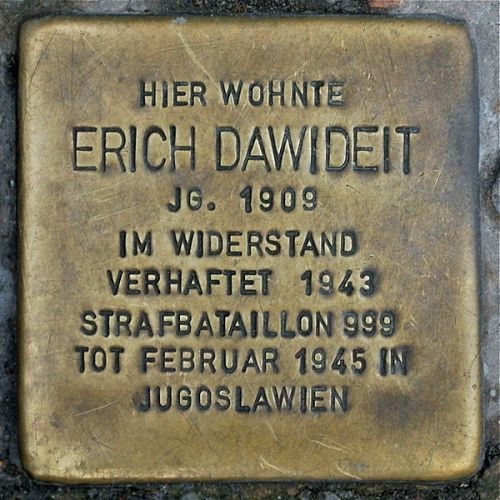 HIER WOHNTE
ERICH DAWIDEIT
JG. 1909
IM WIDERSTAND
VERHAFTET 1943
STRAFBATAILLON 999
TOT FEBRUAR 1945 IN
JUGOSLAWIEN